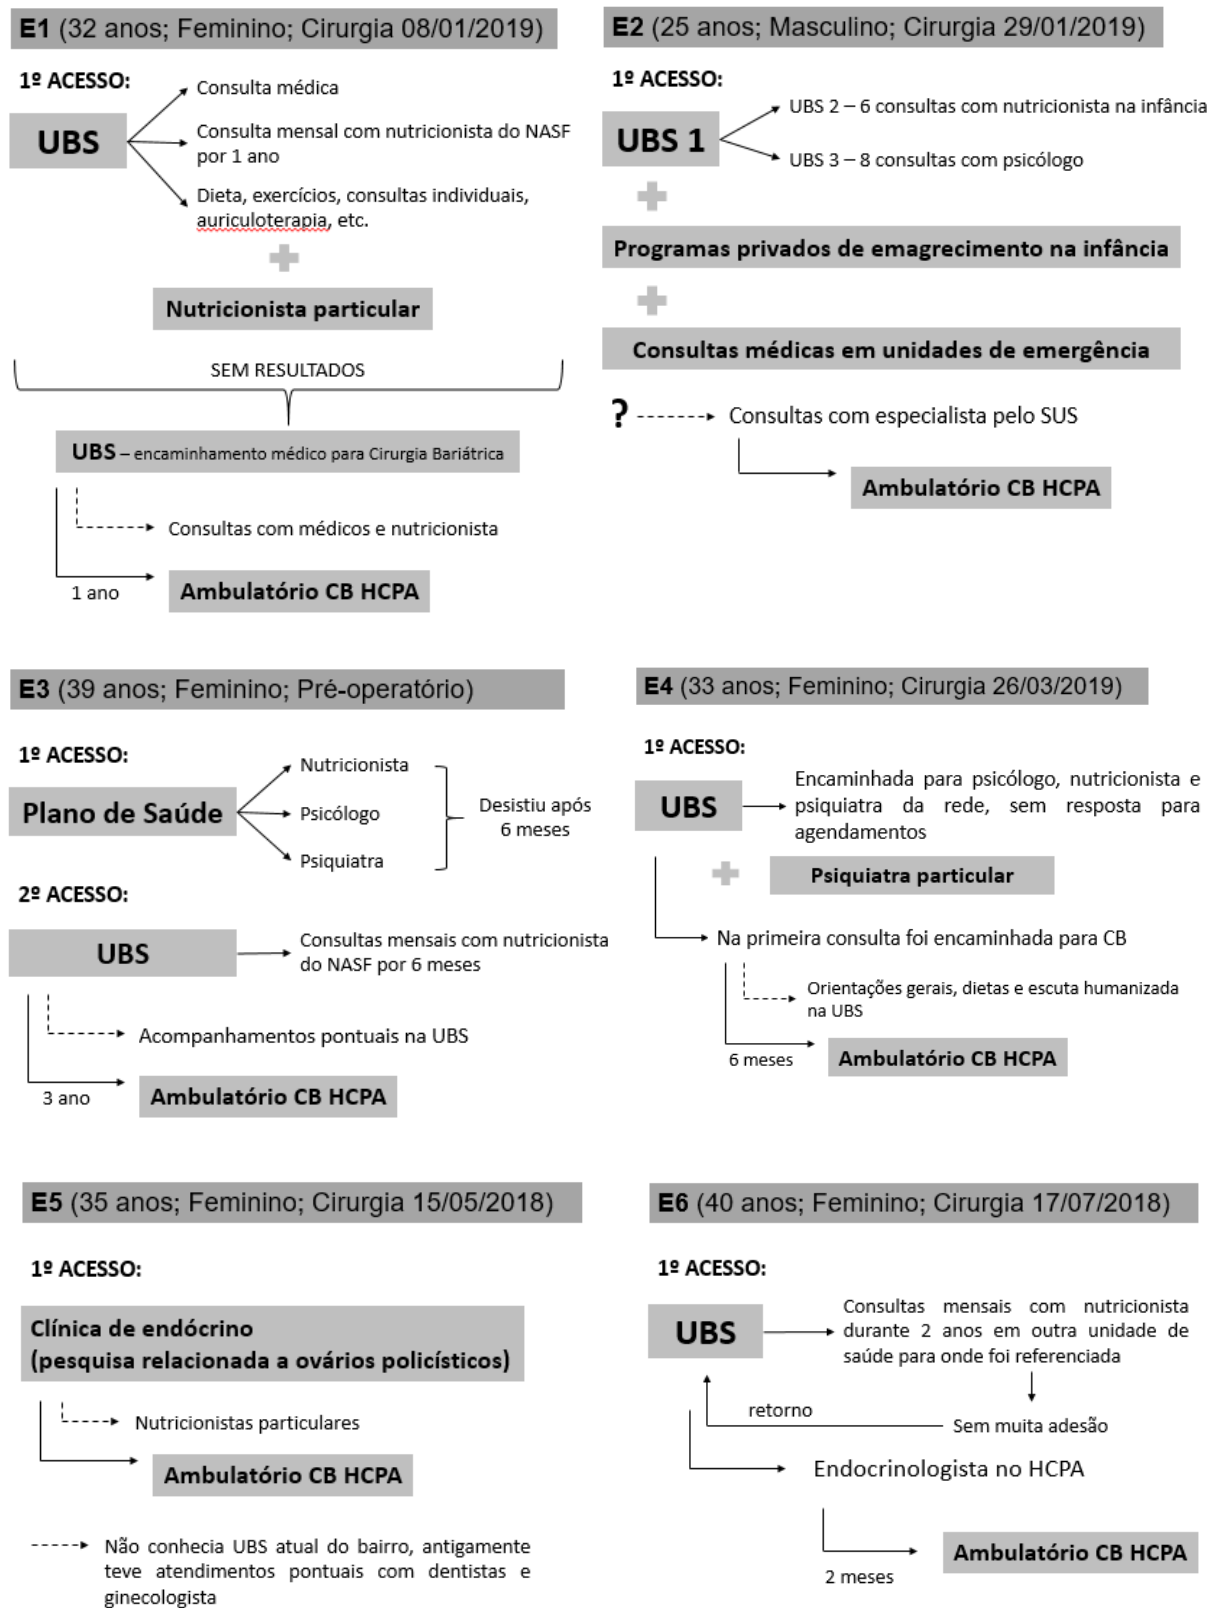 E1 (32 anos; Feminino; Cirurgia 08/01/2019)
1º ACESSO:
UBS
Consulta médica
Consulta mensal com nutricionista do NASF
por 1 ano
Dieta, exercícios, consultas individuais,
auriculoterapia, etc.
Nutricionista particular
SEM RESULTADOS
UBS – encaminhamento médico para Cirurgia Bariátrica
Consultas com médicos e nutricionista
1 ano
Ambulatório CB HCPA
E2 (25 anos; Masculino; Cirurgia 29/01/2019)
1º ACESSO:
UBS 1
UBS 2 – 6 consultas com nutricionista na infância
UBS 3 – 8 consultas com psicólogo
Programas privados de emagrecimento na infância
Consultas médicas em unidades de emergência
?
Consultas com especialista pelo SUS
Ambulatório CB HCPA
E3 (39 anos; Feminino; Pré-operatório)
1º ACESSO:
Plano de Saúde
Nutricionista
Psicólogo
Psiquiatra
Desistiu após
6 meses
2º ACESSO:
UBS
Consultas mensais com nutricionista
do NASF por 6 meses
Acompanhamentos pontuais na UBS
3 ano
Ambulatório CB HCPA
E4 (33 anos; Feminino; Cirurgia 26/03/2019)
1º ACESSO:
UBS
Encaminhada para psicólogo, nutricionista e
psiquiatra da rede, sem resposta para
agendamentos
Psiquiatra particular
Na primeira consulta foi encaminhada para CB
Orientações gerais, dietas e escuta humanizada
na UBS
6 meses
Ambulatório CB HCPA
E5 (35 anos; Feminino; Cirurgia 15/05/2018)
1º ACESSO:
Clínica de endócrino
(pesquisa relacionada a ovários policísticos)
Nutricionistas particulares
Ambulatório CB HCPA
Não conhecia UBS atual do bairro, antigamente
teve atendimentos pontuais com dentistas e
ginecologista
E6 (40 anos; Feminino; Cirurgia 17/07/2018)
1º ACESSO:
UBS
Consultas mensais com nutricionista
durante 2 anos em outra unidade de
saúde para onde foi referenciada
retorno
Sem muita adesão
Endocrinologista no HCPA
2 meses
Ambulatório CB HCPA